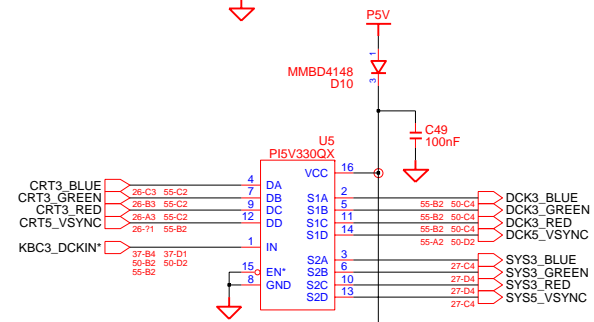 P5V
1
MMBD4148
D10
3
C49
100nF
U5
PI5V330QX
VCC 16
CRT3_BLUE 26-C3 55-C2 4 DA S1A 2 55-B2 50-C4 DCK3_BLUE
CRT3_GREEN 26-B3 55-C2 7 DB S1B 5 55-B2 50-C4 DCK3_GREEN
CRT3_RED 26-A3 55-C2 9 DC S1C 11 55-B2 50-C4 DCK3_RED
CRT5_VSYNC 26-?1 55-B2 12 DD S1D 14 55-A2 50-D2 DCK5_VSYNC
KBC3_DCKIN* 37-B4 37-D1 1 IN
50-B2 50-D2
55-B2
S2A 3 27-C4 SYS3_BLUE
15 EN* S2B 6 27-D4 SYS3_GREEN
8 GND S2C 10 27-D4 SYS3_RED
S2D 13 27-C4 SYS5_VSYNC